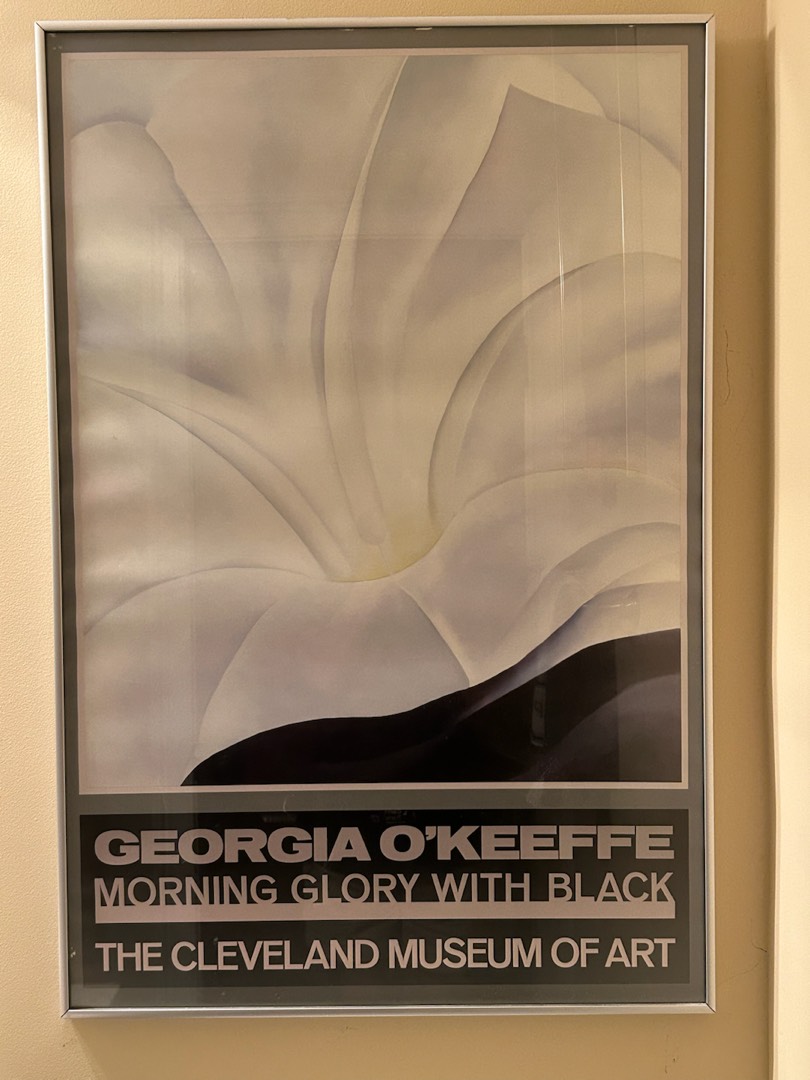 GEORGIA O'KEEFFE
MORNING GLORY WITH BLACK
THE CLEVELAND MUSEUM OF ART